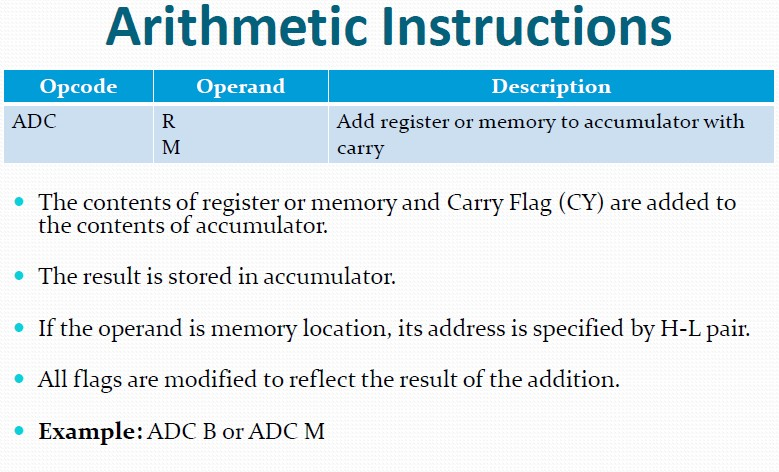 Arithmetic Instructions
Opcode Operand Description
ADC R Add register or memory to accumulator with
M carry
• The contents of register or memory and Carry Flag (CY) are added to
the contents of accumulator.
• The result is stored in accumulator.
• If the operand is memory location, its address is specified by H-L pair.
• All flags are modified to reflect the result of the addition.
• Example: ADC B or ADC M